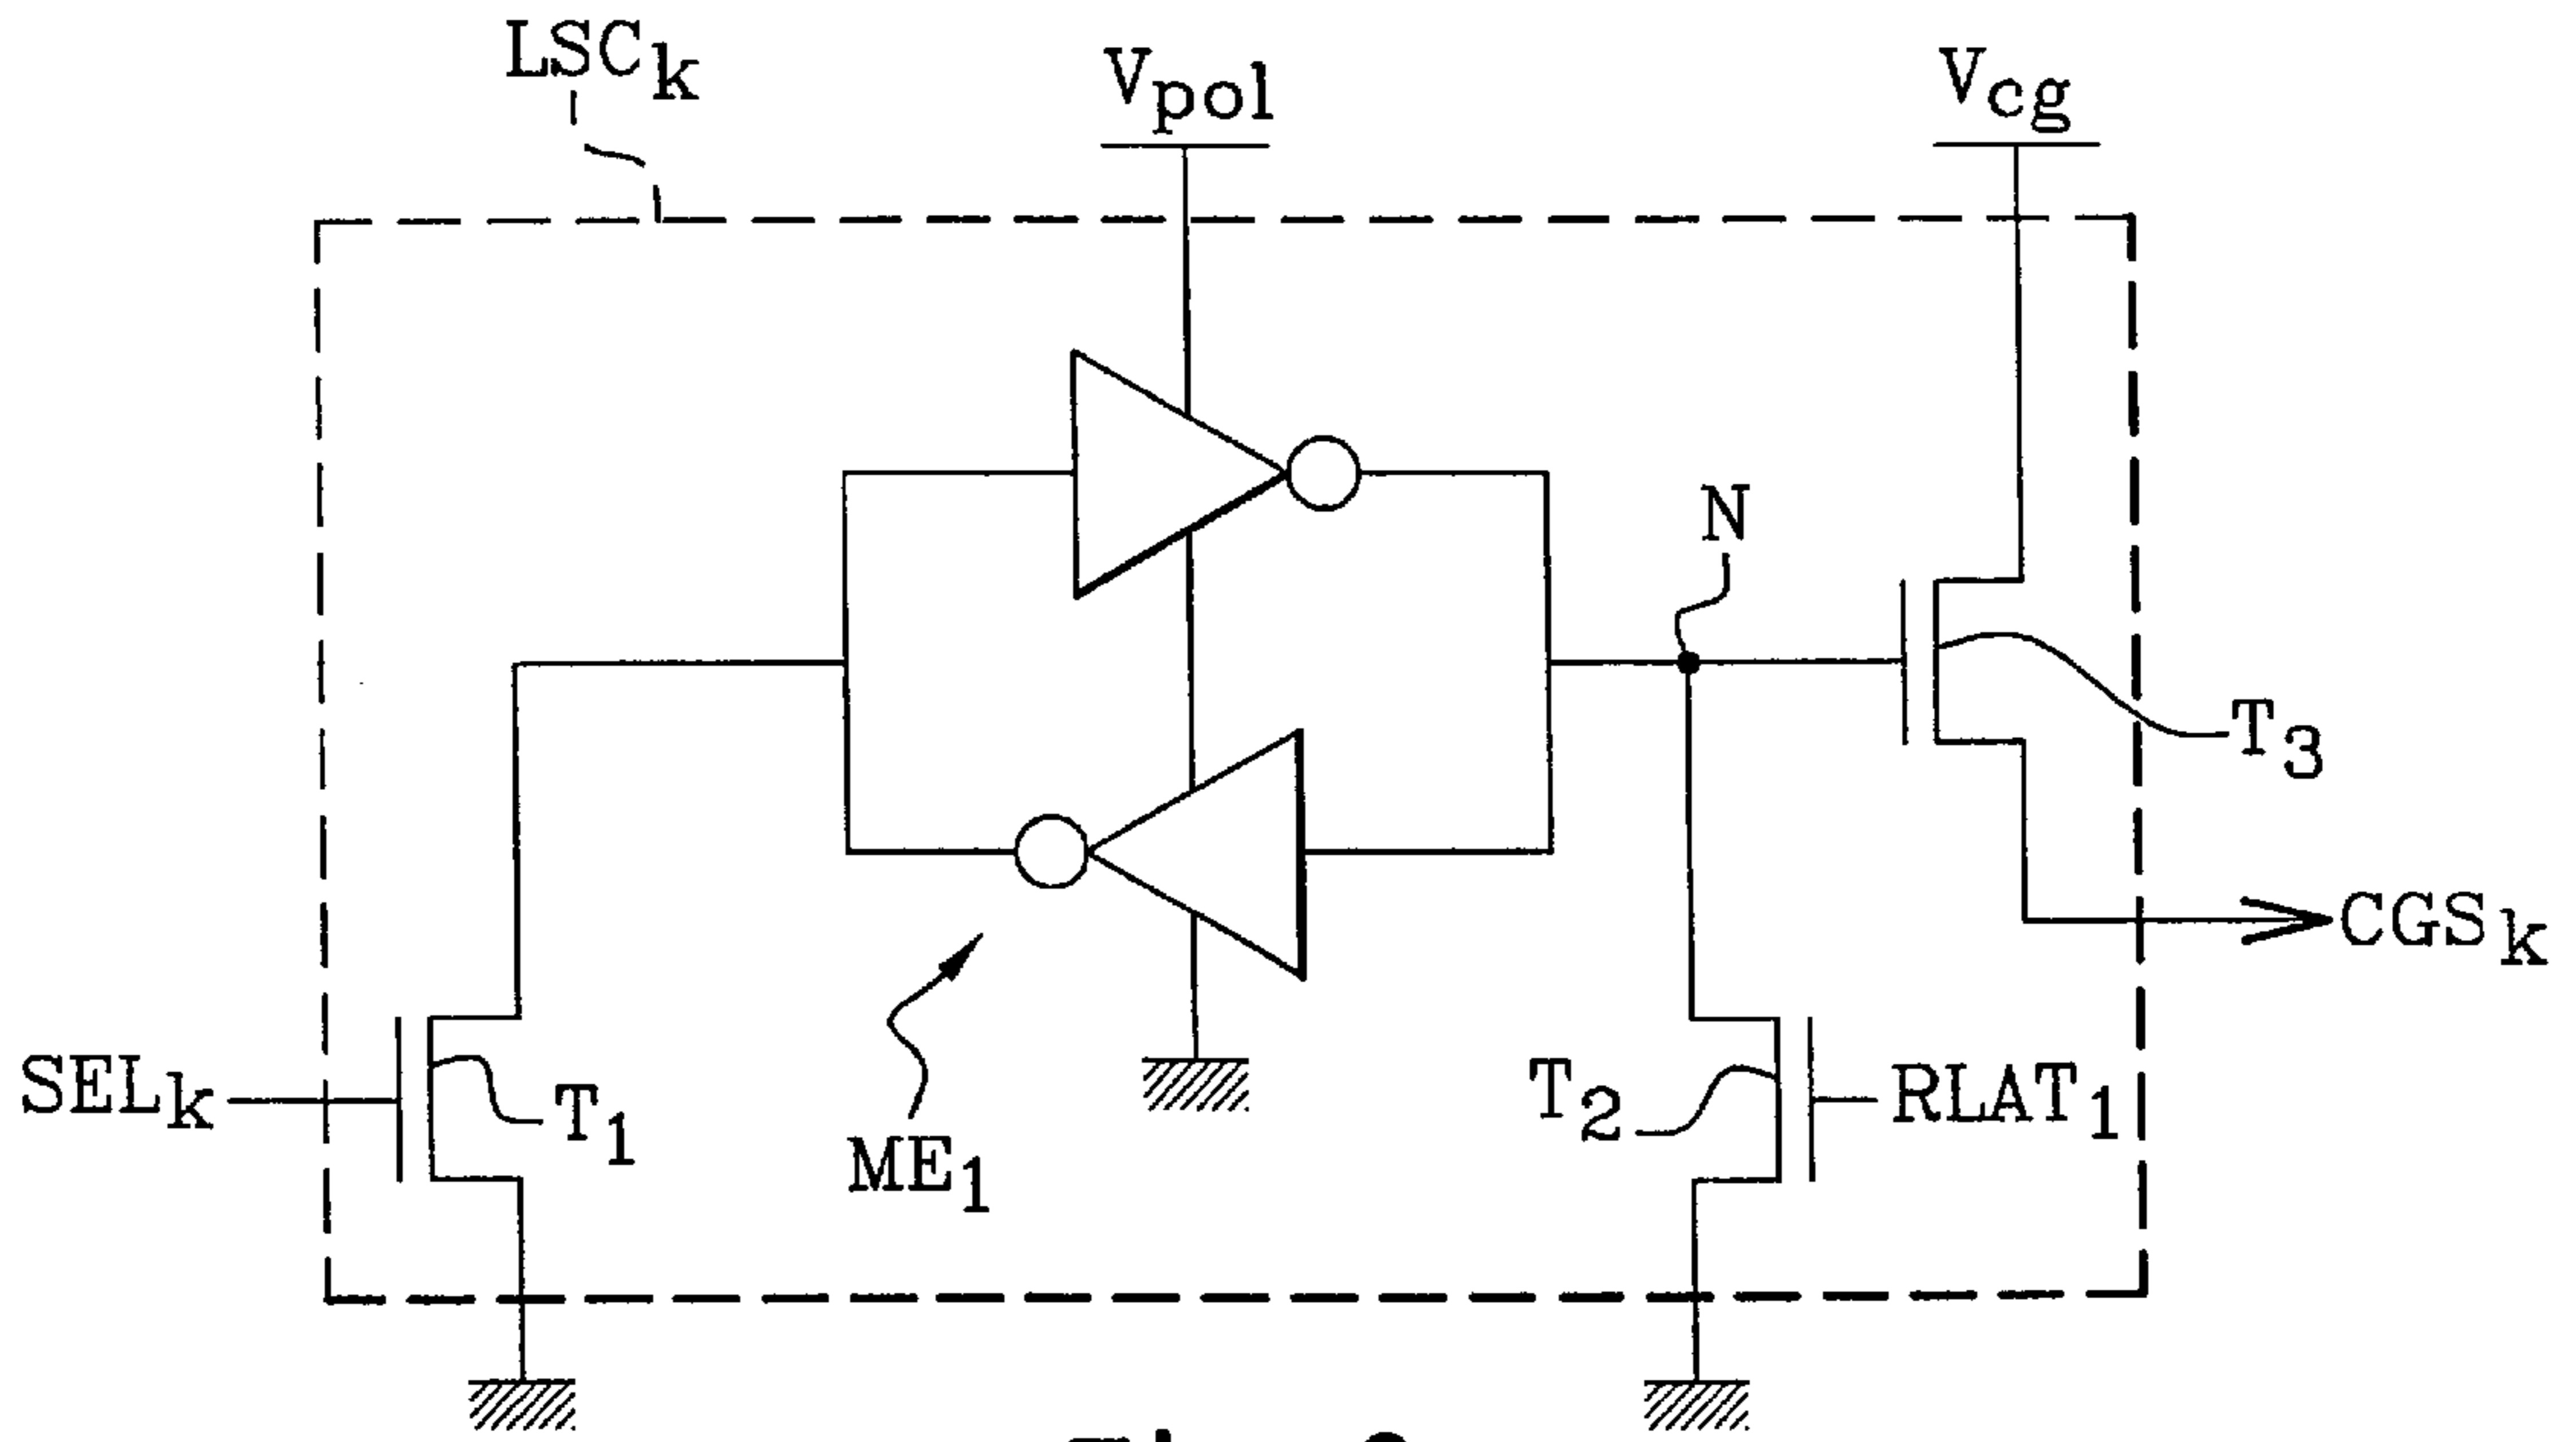 LSCk
Vpol
Vcg
N
T3
CGSk
SELk
T1
ME1
T2
RLAT1